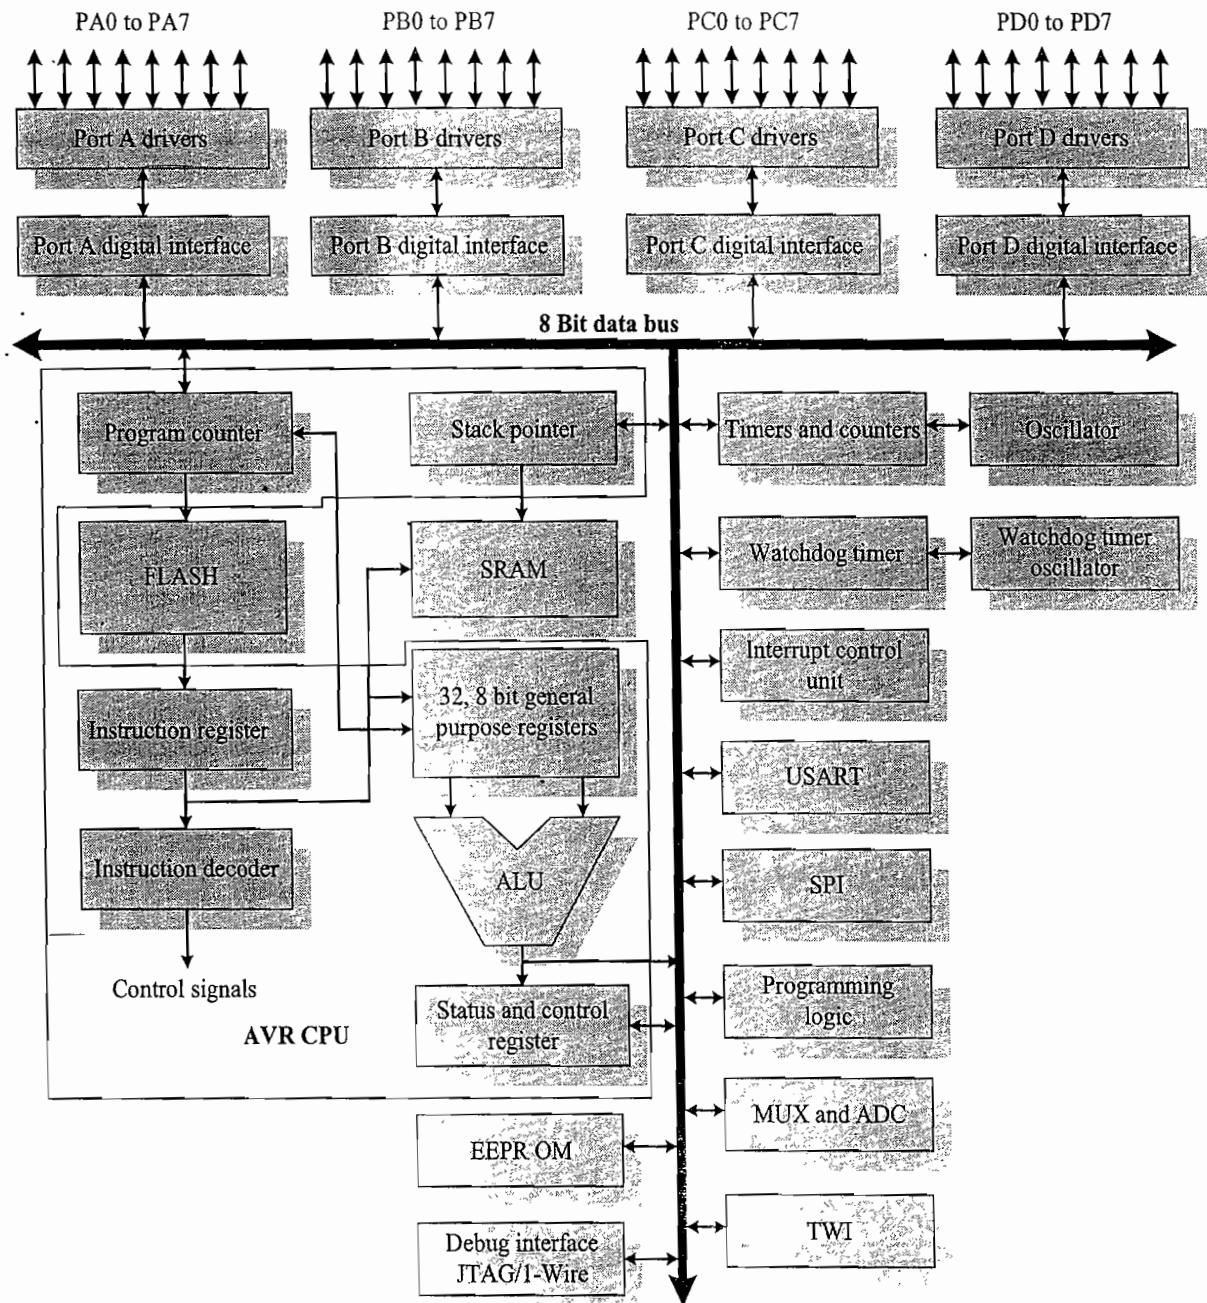 PA0 to PA7
PB0 to PB7
PC0 to PC7
PD0 to PD7
Port A drivers
Port B drivers
Port C drivers
Port D drivers
Port A digital interface
Port B digital interface
Port C digital interface
Port D digital interface
8 Bit data bus
Program counter
Stack pointer
Timers and counters
Oscillator
FLASH
SRAM
Watchdog timer
Watchdog timer
oscillator
Interrupt control
unit
Instruction register
32, 8 bit general
purpose registers
USART
Instruction decoder
ALU
SPI
Control signals
AVR CPU
Status and control
register
Programming
logic
MUX and ADC
EEPR OM
TWI
Debug interface
JTAG/1-Wire